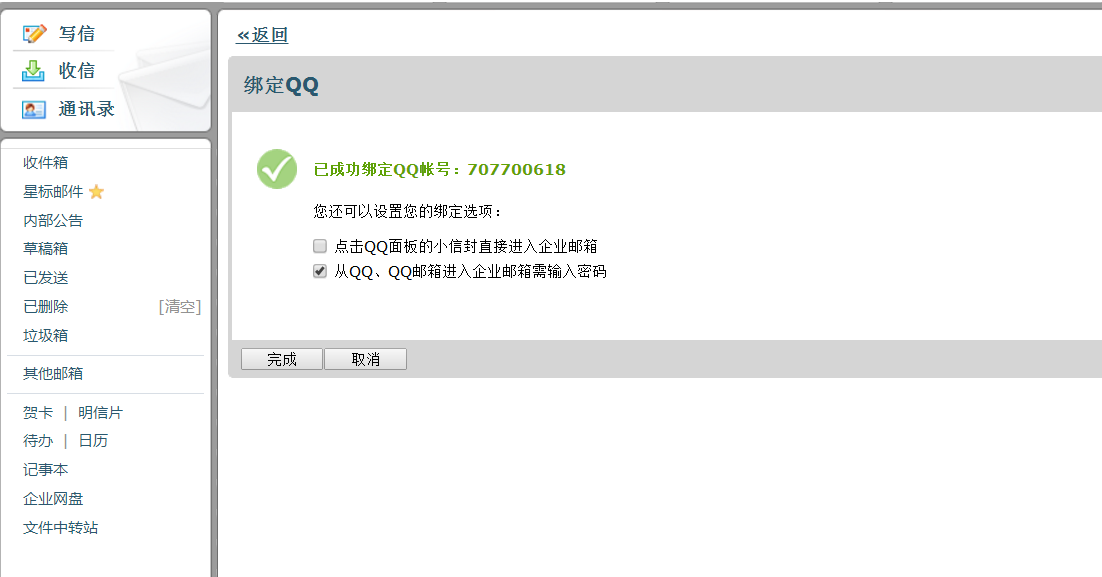 写信
收信
通讯录
收件箱
星标邮件
内部公告
草稿箱
已发送
已删除 [清空]
垃圾箱
其他邮箱
贺卡 | 明信片
待办 | 日历
记事本
企业网盘
文件中转站
«返回
绑定QQ
已成功绑定QQ帐号：707700618
您还可以设置您的绑定选项：
点击QQ面板的小信封直接进入企业邮箱
从QQ、QQ邮箱进入企业邮箱需输入密码
完成 取消